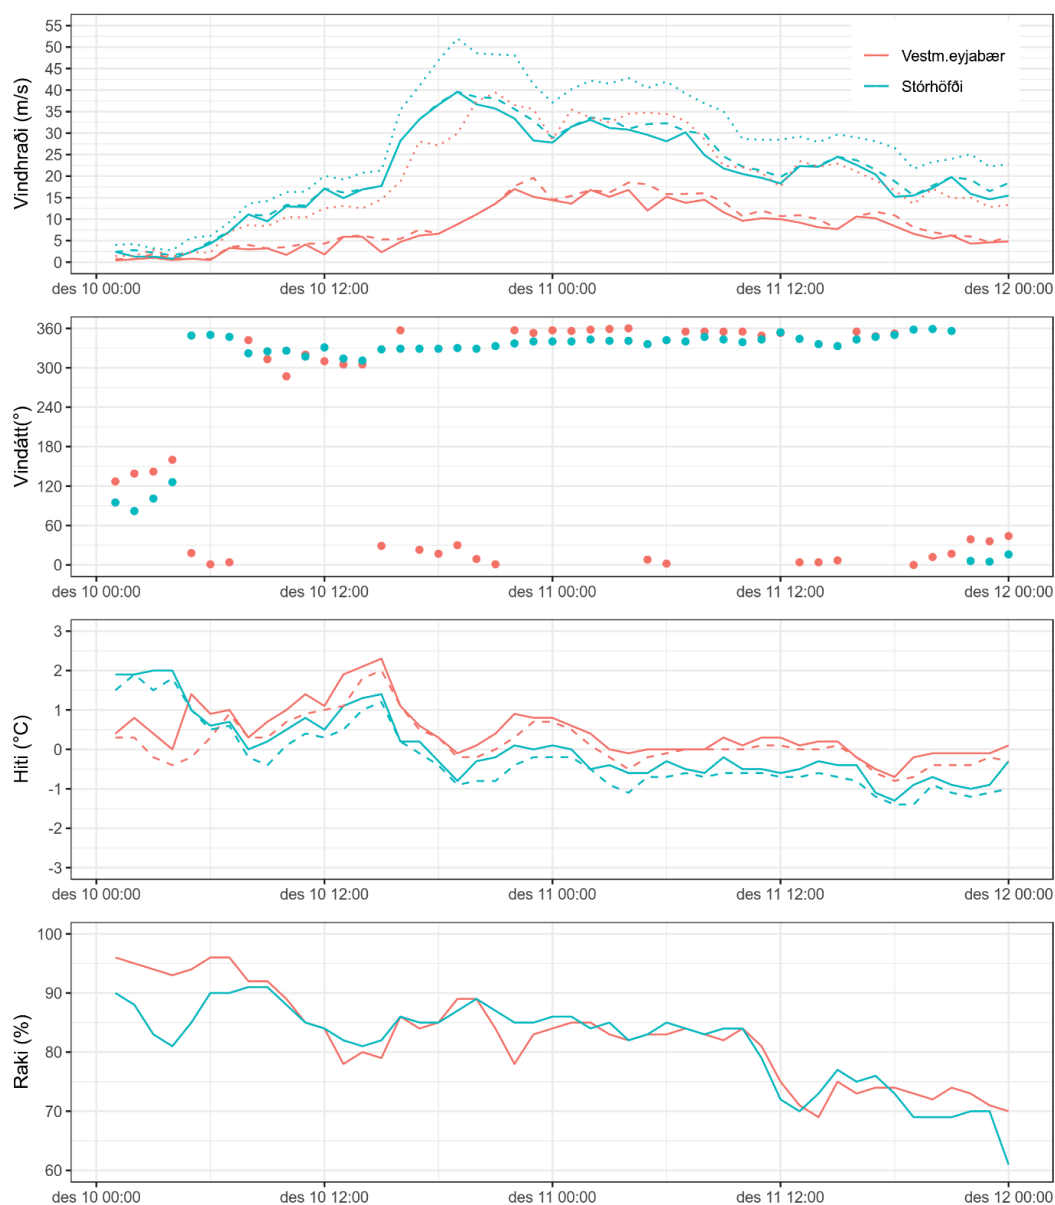 Vindhraði (m/s)
55
50
45
40
35
30
25
20
15
10
5
0
Vestm.eyjabær
Stórhöfði
des 10 00:00
des 10 12:00
des 11 00:00
des 11 12:00
des 12 00:00
Vindátt(°)
360
300
240
180
120
60
0
des 10 00:00
des 10 12:00
des 11 00:00
des 11 12:00
des 12 00:00
Hiti (°C)
3
2
1
0
-1
-2
-3
des 10 00:00
des 10 12:00
des 11 00:00
des 11 12:00
des 12 00:00
Raki (%)
100
90
80
70
60
des 10 00:00
des 10 12:00
des 11 00:00
des 11 12:00
des 12 00:00